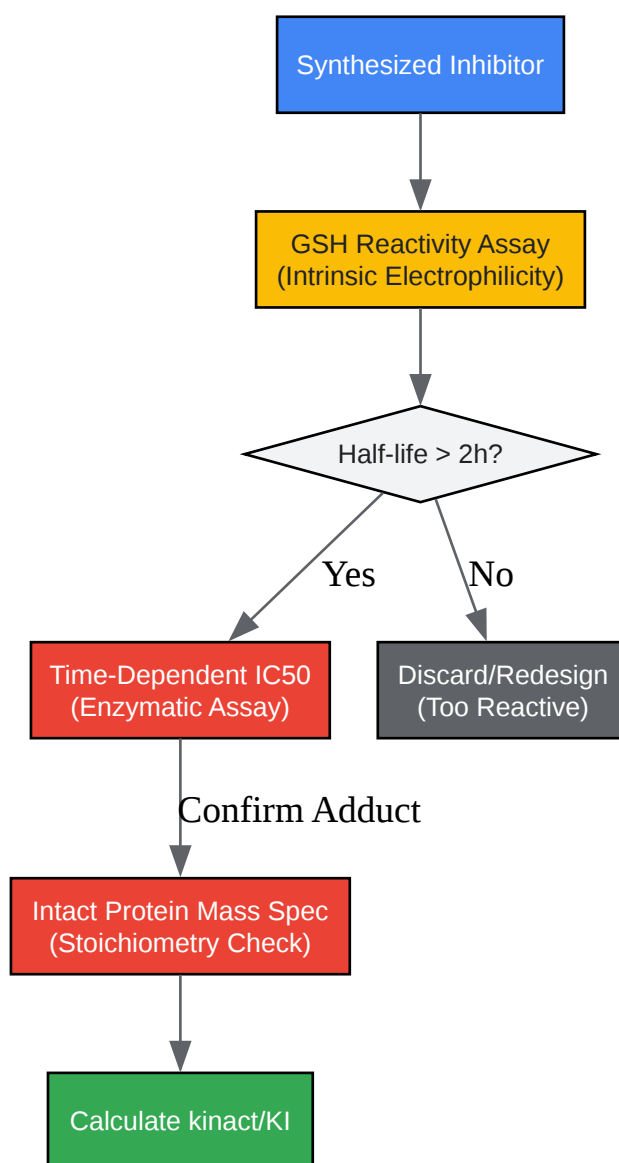 Synthesized Inhibitor
GSH Reactivity Assay
(Intrinsic Electrophilicity)
Half-life > 2h?
Yes
No
Time-Dependent IC50
(Enzymatic Assay)
Discard/Redesign
(Too Reactive)
Confirm Adduct
Intact Protein Mass Spec
(Stoichiometry Check)
Calculate kinact/KI